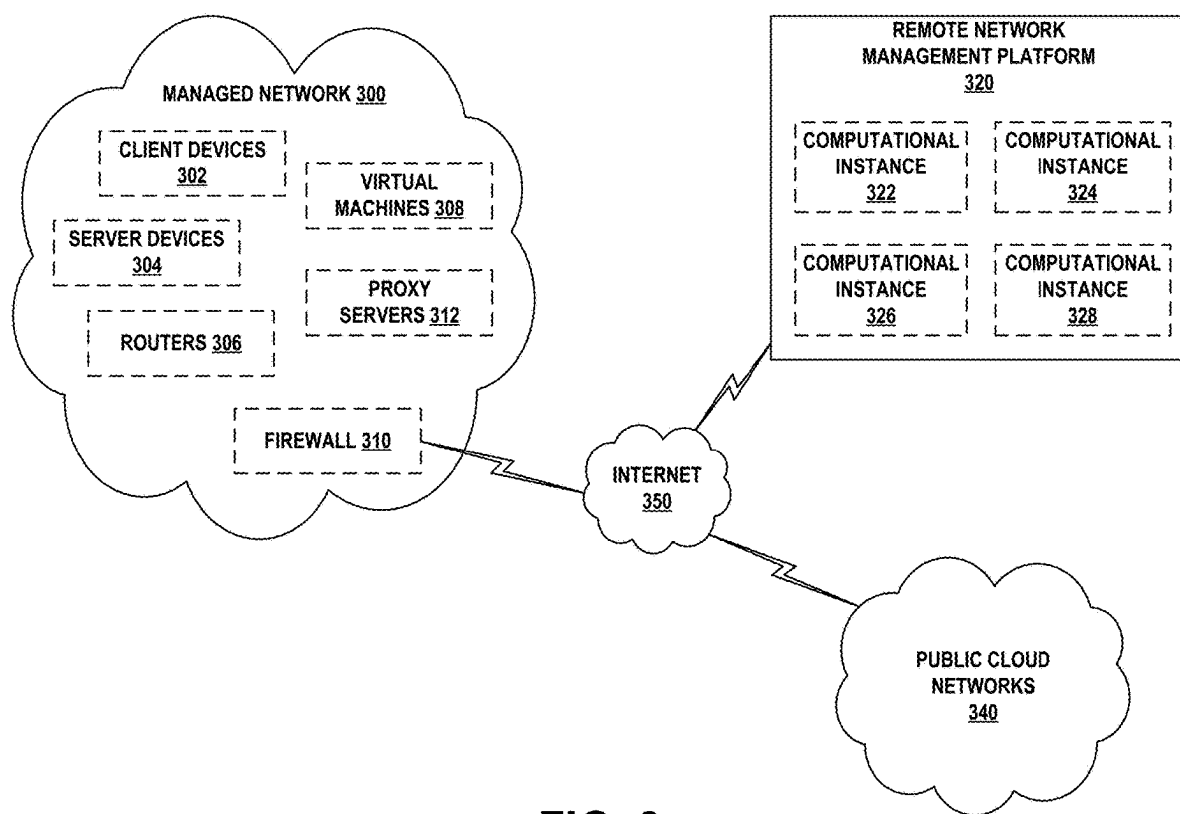 MANAGED NETWORK 300
CLIENT DEVICES
302
VIRTUAL
MACHINES 308
SERVER DEVICES
304
PROXY
SERVERS 312
ROUTERS 306
FIREWALL 310
REMOTE NETWORK
MANAGEMENT PLATFORM
320
COMPUTATIONAL
INSTANCE
322
COMPUTATIONAL
INSTANCE
324
COMPUTATIONAL
INSTANCE
326
COMPUTATIONAL
INSTANCE
328
INTERNET
350
PUBLIC CLOUD
NETWORKS
340